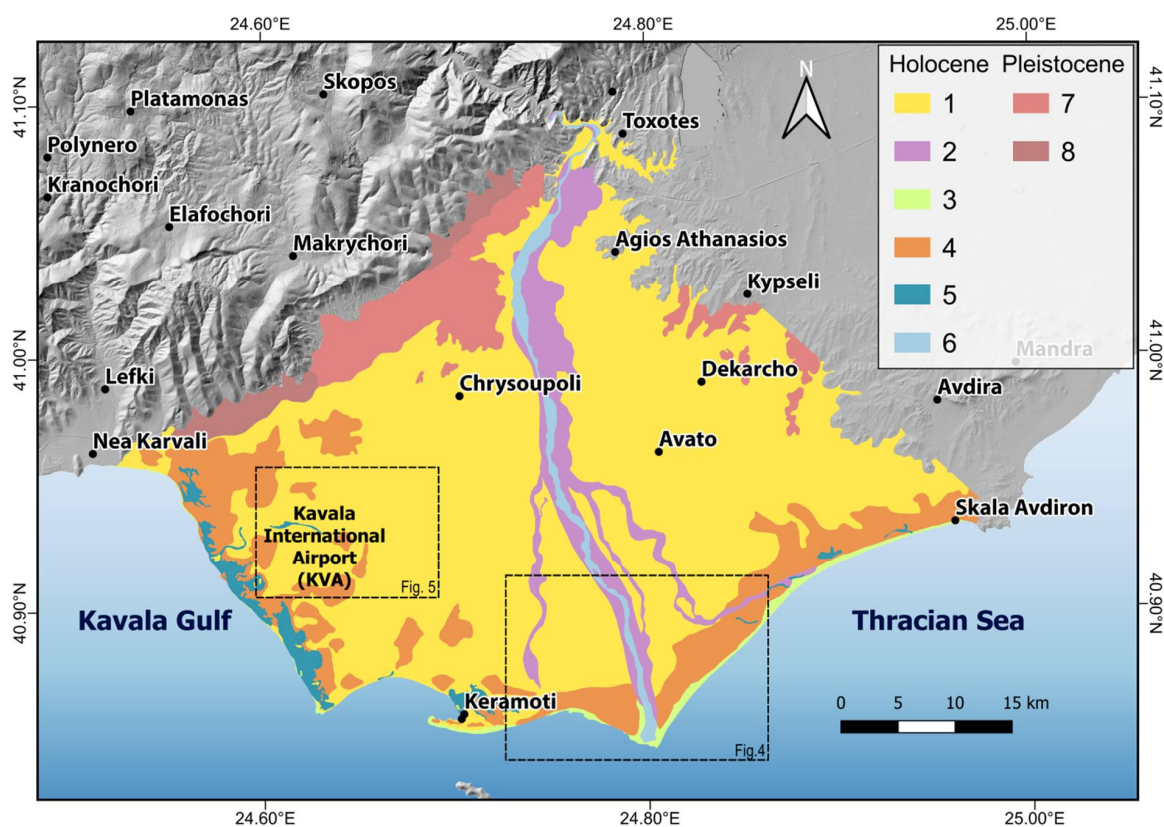 24.60°E
24.80°E
25.00°E
41.10°N
41.00°N
40.90°N
41.10°N
41.00°N
40.90°N
24.60°E
24.80°E
25.00°E
Holocene Pleistocene
1
2
3
4
5
6
7
8
N
Skopos
Platamonas
Toxotes
Polynero
Kranochori
Elafochori
Makrychori
Agios Athanasios
Kypseli
Mandra
Lefki
Chrysoupoli
Dekarcho
Avdira
Nea Karvali
Avato
Skala Avdiron
Kavala
International
Airport
(KVA)
Fig. 5
Kavala Gulf
Thracian Sea
Keramoti
Fig.4
0 5 10 15 km